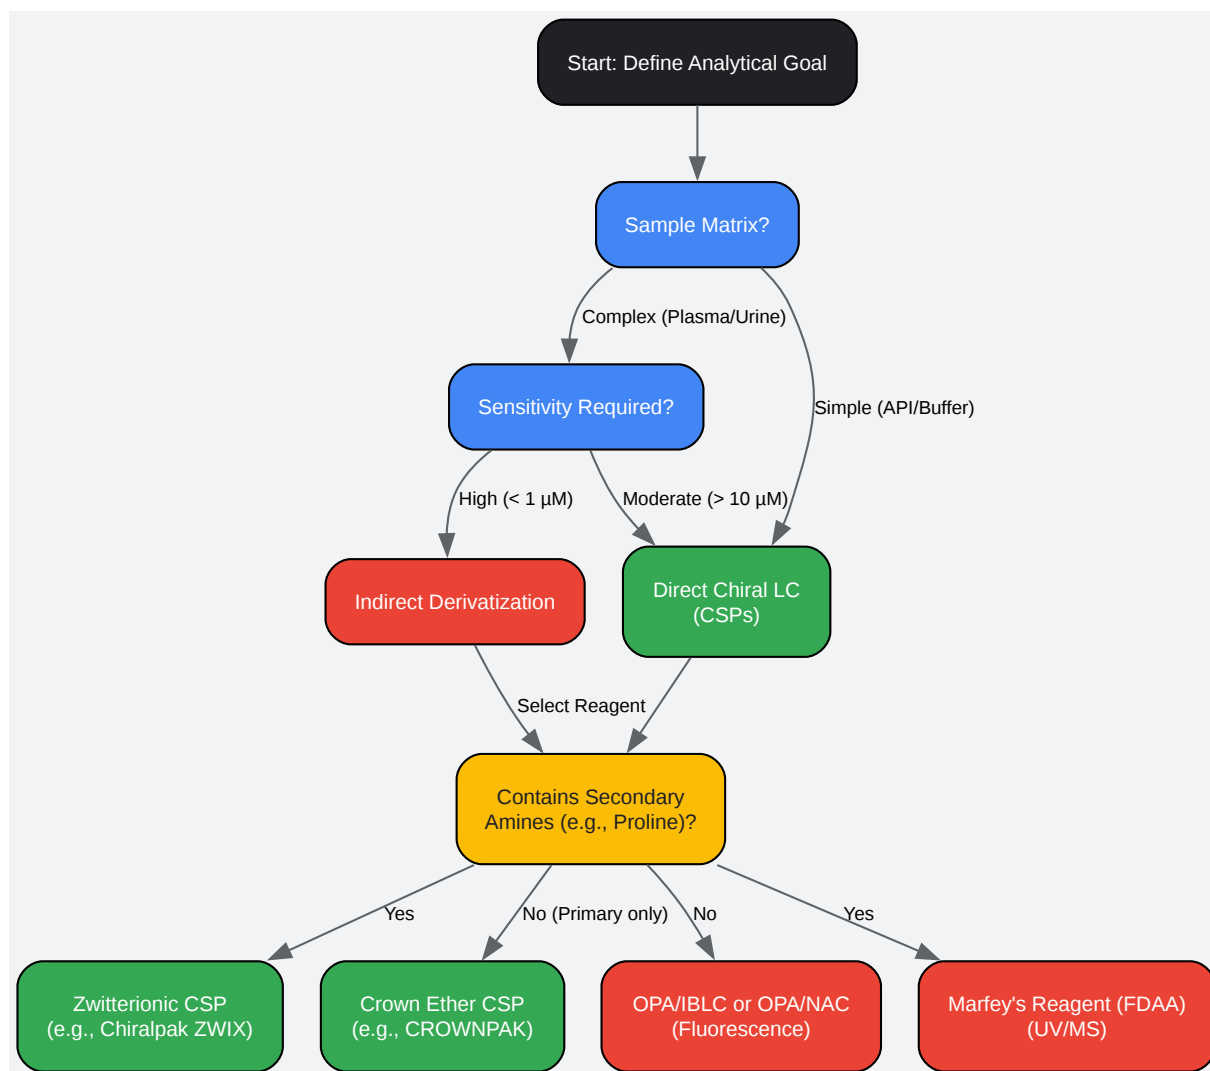 Start: Define Analytical Goal
Sample Matrix?
Complex (Plasma/Urine)
Sensitivity Required?
Simple (API/Buffer)
High (< 1 µM)
Moderate (> 10 µM)
Indirect Derivatization
Direct Chiral LC
(CSPs)
Select Reagent
Contains Secondary
Amines (e.g., Proline)?
Yes
No (Primary only)
No
Yes
Zwitterionic CSP
(e.g., Chiralpak ZWIX)
Crown Ether CSP
(e.g., CROWNPAK)
OPA/IBLC or OPA/NAC
(Fluorescence)
Marfey's Reagent (FDAA)
(UV/MS)